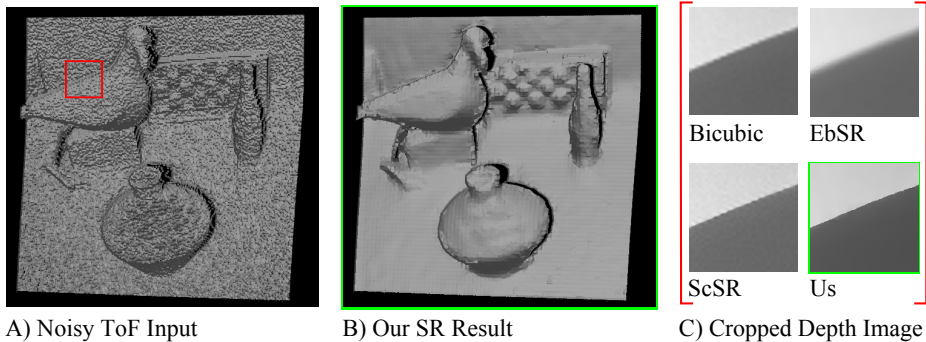 Bicubic
EbSR
ScSR
Us
A) Noisy ToF Input
B) Our SR Result
C) Cropped Depth Image